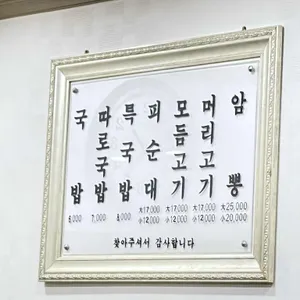 국밥
6,000
따로국밥
7,000
특국밥
8,000
피순대
大17,000
小12,000
모듬고기
大17,000
小12,000
머리고기
大17,000
小12,000
암뽕
大25,000
小20,000
찾아주셔서 감사합니다